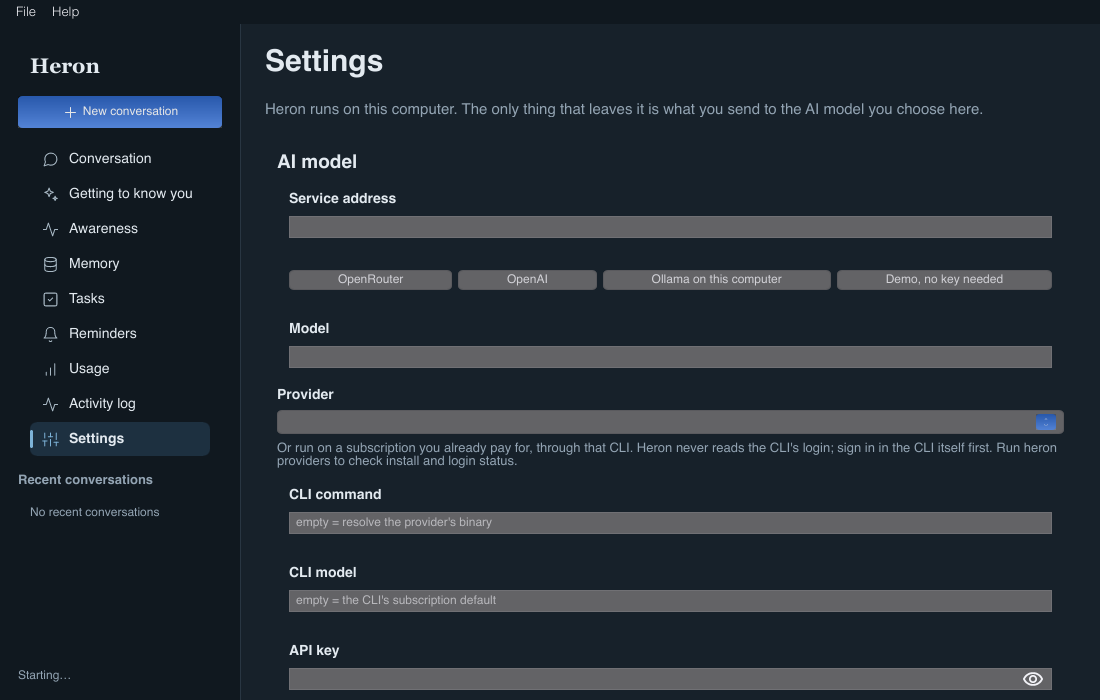 File Help
Heron
New conversation
Conversation
Getting to know you
Awareness
Memory
Tasks
Reminders
Usage
Activity log
Settings
Recent conversations
No recent conversations
Starting…
Settings
Heron runs on this computer. The only thing that leaves it is what you send to the AI model you choose here.
AI model
Service address
OpenRouter OpenAI Ollama on this computer Demo, no key needed
Model
Provider
Or run on a subscription you already pay for, through that CLI. Heron never reads the CLI's login; sign in in the CLI itself first. Run heron
providers to check install and login status.
CLI command
empty = resolve the provider's binary
CLI model
empty = the CLI's subscription default
API key